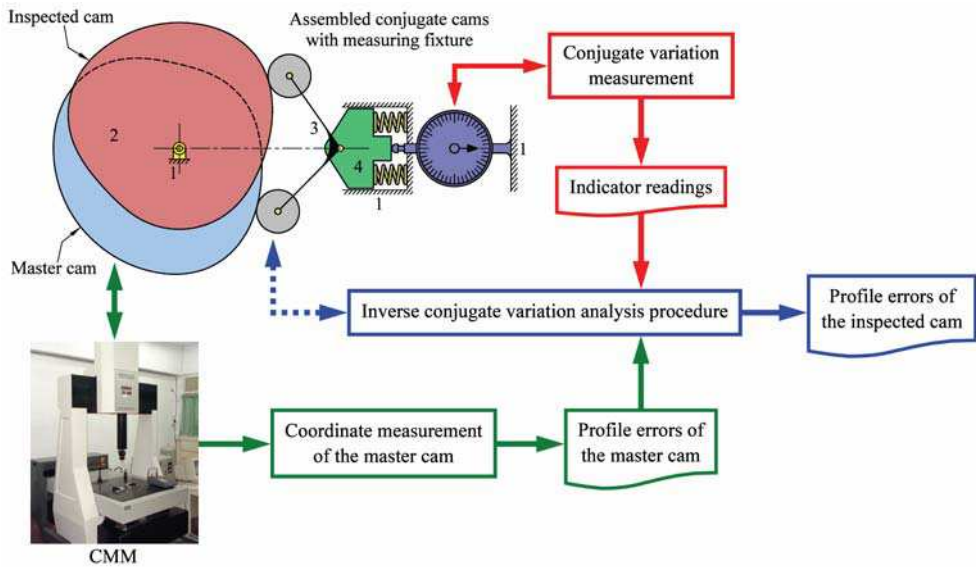 Inspected cam
Assembled conjugate cams
with measuring fixture
Conjugate variation
measurement
2
3
1
4
1
1
Indicator readings
Master cam
Inverse conjugate variation analysis procedure
Profile errors of
the inspected cam
Coordinate measurement
of the master cam
Profile errors of
the master cam
CMM